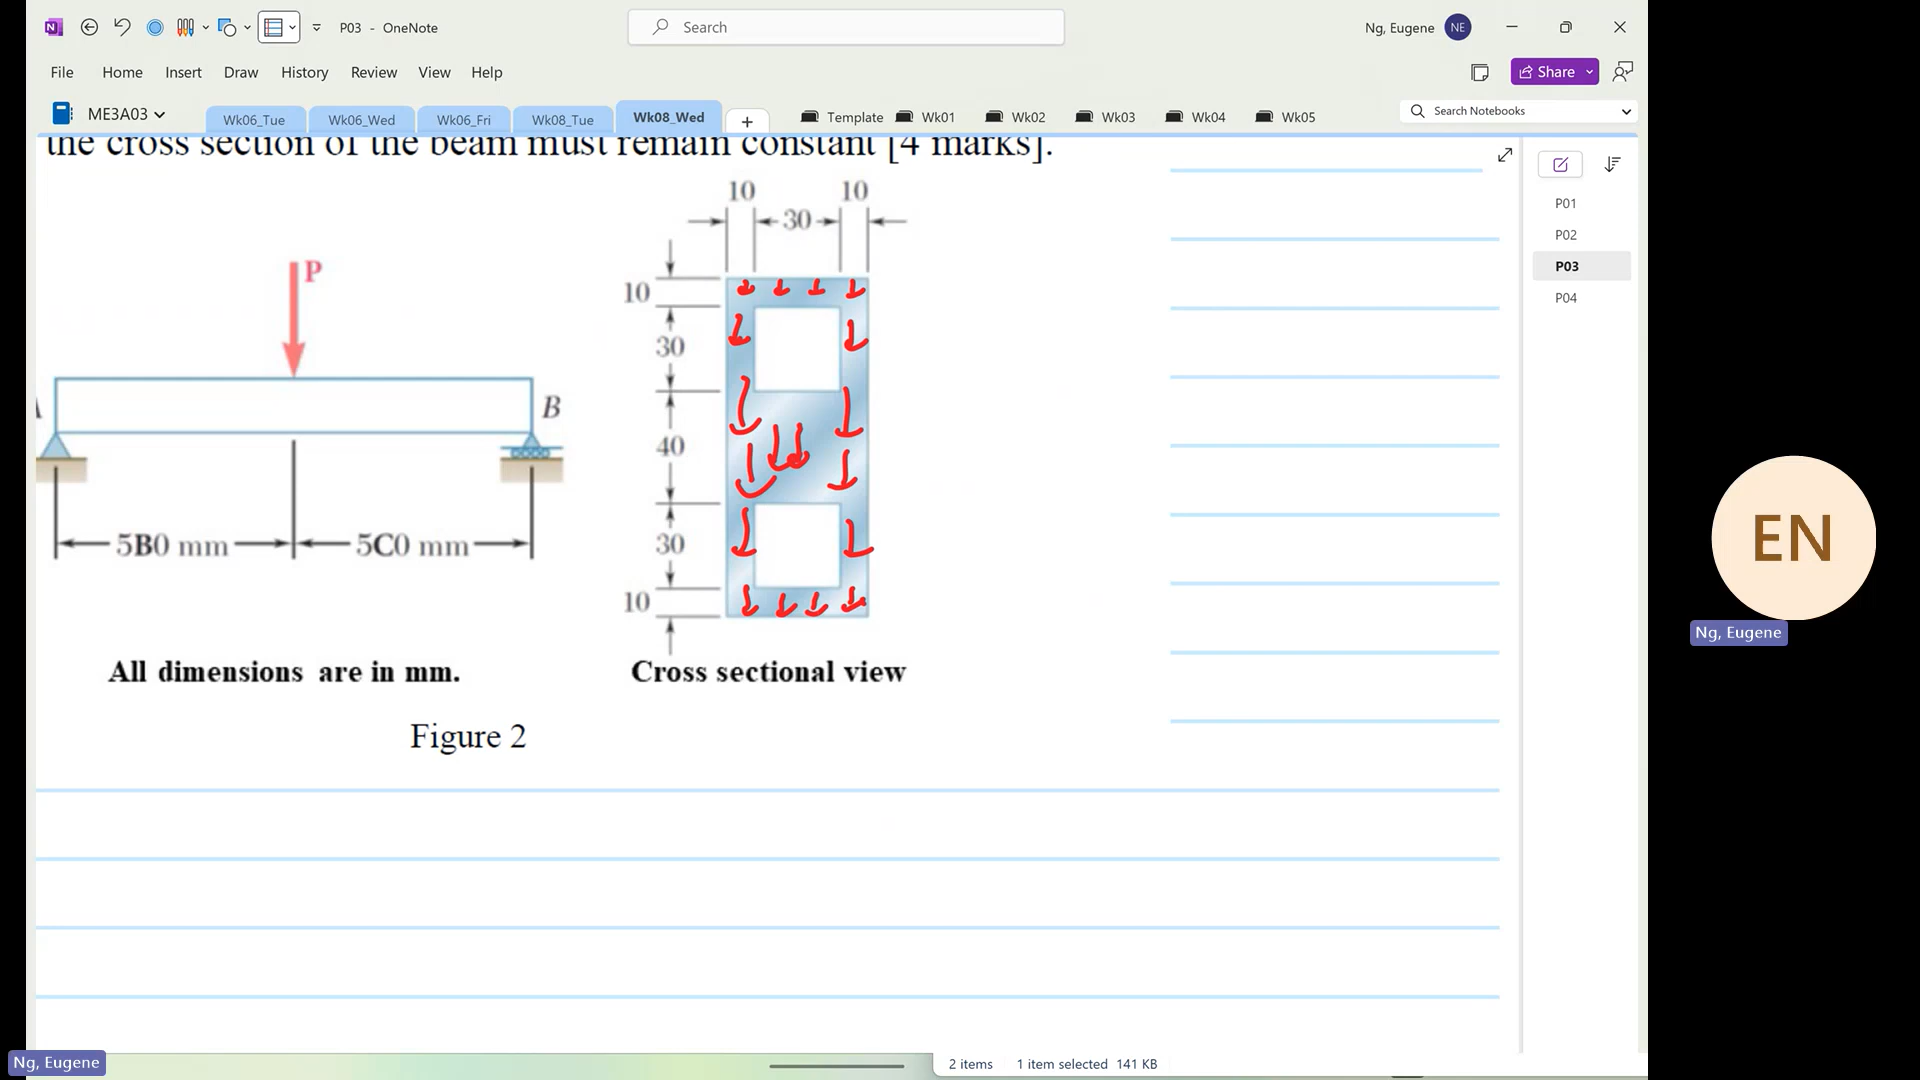 P03 - OneNote
Search
Ng, Eugene
NE
File Home Insert Draw History Review View Help
Share
ME3A03
Wk06_Tue Wk06_Wed Wk06_Fri Wk08_Tue Wk08_Wed + Template Wk01 Wk02 Wk03 Wk04 Wk05
Search Notebooks
the cross section of the beam must remain constant [4 marks].
P01
P02
P03
P04
P
A
B
5B0 mm
5C0 mm
All dimensions are in mm.
10 10
30
10
30
40
30
10
Cross sectional view
Figure 2
EN
Ng, Eugene
Ng, Eugene
2 items 1 item selected 141 KB